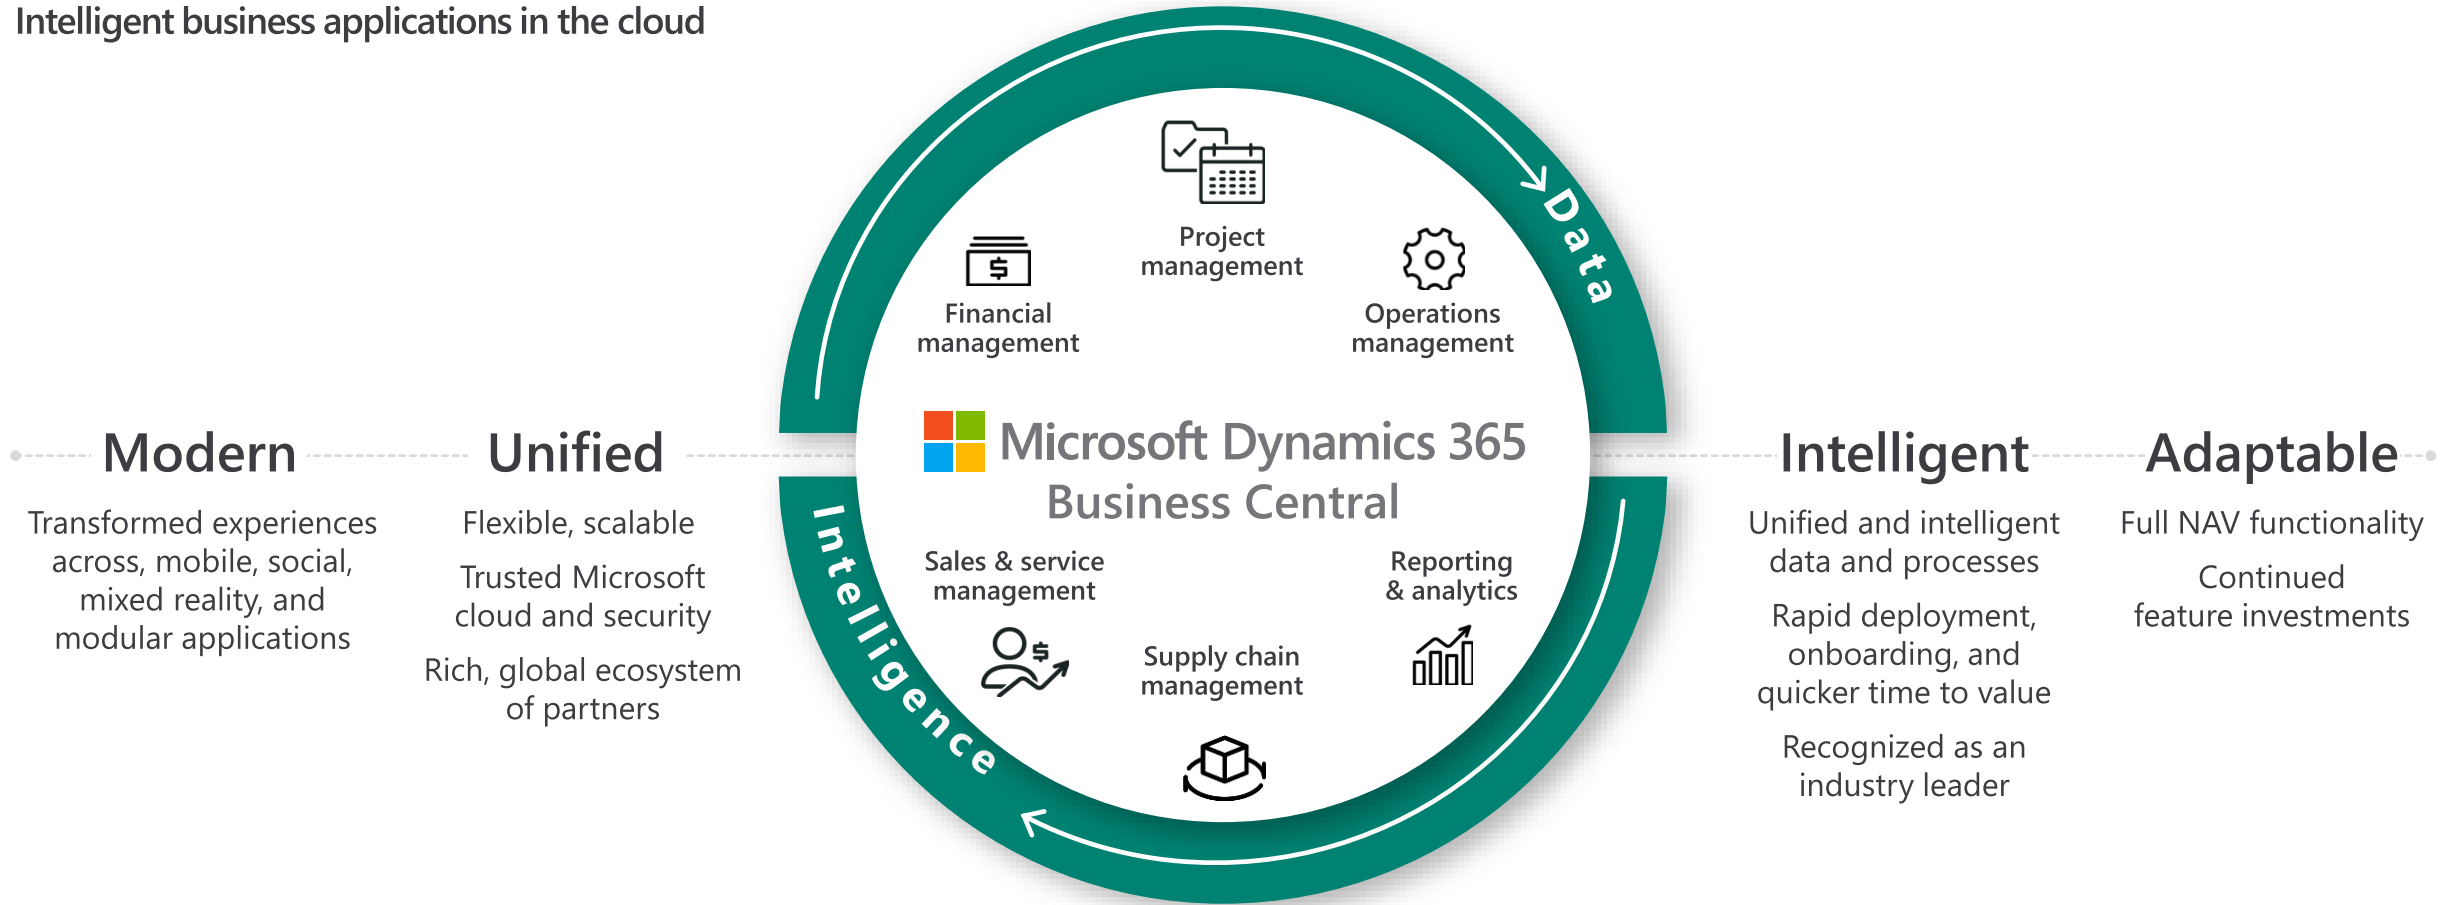 Intelligent business applications in the cloud
Data
Project
management
Financial
management
Operations
management
Microsoft Dynamics 365
Business Central
Sales & service
management
Reporting
& analytics
Supply chain
management
Intelligence
Modern
Transformed experiences
across, mobile, social,
mixed reality, and
modular applications
Unified
Flexible, scalable
Trusted Microsoft
cloud and security
Rich, global ecosystem
of partners
Intelligent
Unified and intelligent
data and processes
Rapid deployment,
onboarding, and
quicker time to value
Recognized as an
industry leader
Adaptable
Full NAV functionality
Continued
feature investments